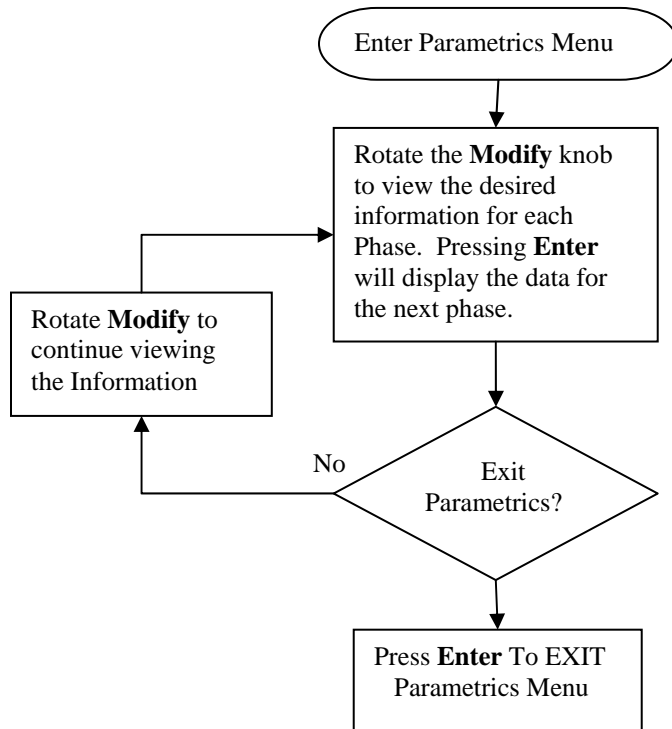 Enter Parametrics Menu
Rotate the Modify knob
to view the desired
information for each
Phase. Pressing Enter
will display the data for
the next phase.
Rotate Modify to
continue viewing
the Information
No
Exit
Parametrics?
Press Enter To EXIT
Parametrics Menu